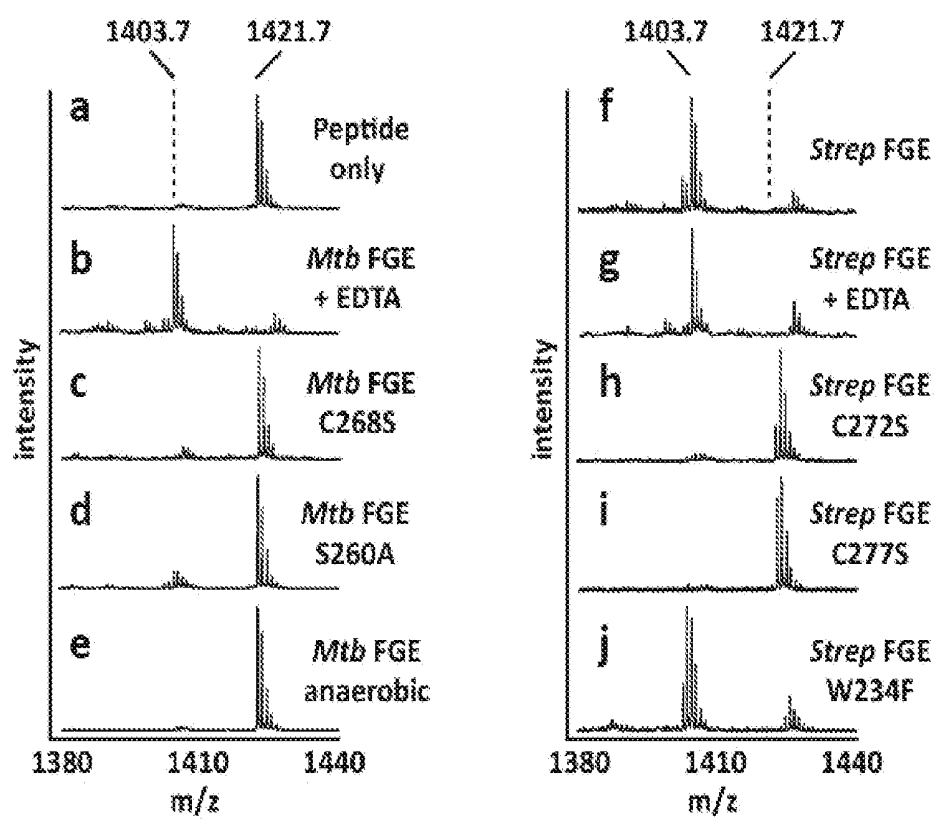 1403.7 1421.7
a
Peptide
only
b
Mtb FGE
+ EDTA
c
Mtb FGE
C268S
d
Mtb FGE
S260A
e
Mtb FGE
anaerobic
intensity
1380 1410 1440
m/z
1403.7 1421.7
f
Strep FGE
g
Strep FGE
+ EDTA
h
Strep FGE
C272S
i
Strep FGE
C277S
j
Strep FGE
W234F
intensity
1380 1410 1440
m/z